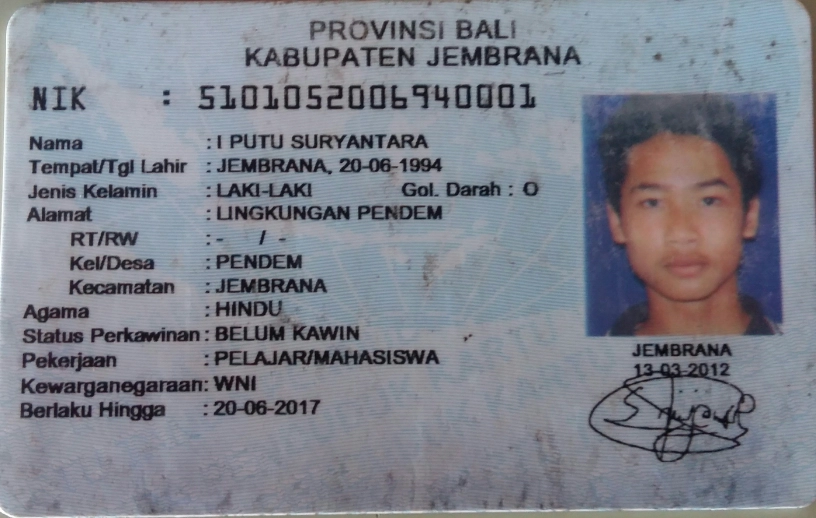 PROVINSI BALI
KABUPATEN JEMBRANA
NIK : 5101052006940001
Nama : I PUTU SURYANTARA
Tempat/Tgl Lahir : JEMBRANA, 20-06-1994
Jenis Kelamin : LAKI-LAKI Gol. Darah : O
Alamat : LINGKUNGAN PENDEM
RT/RW : - / -
Kel/Desa : PENDEM
Kecamatan : JEMBRANA
Agama : HINDU
Status Perkawinan : BELUM KAWIN
Pekerjaan : PELAJAR/MAHASISWA
Kewarganegaraan: WNI
Berlaku Hingga : 20-06-2017
JEMBRANA
13-03-2012